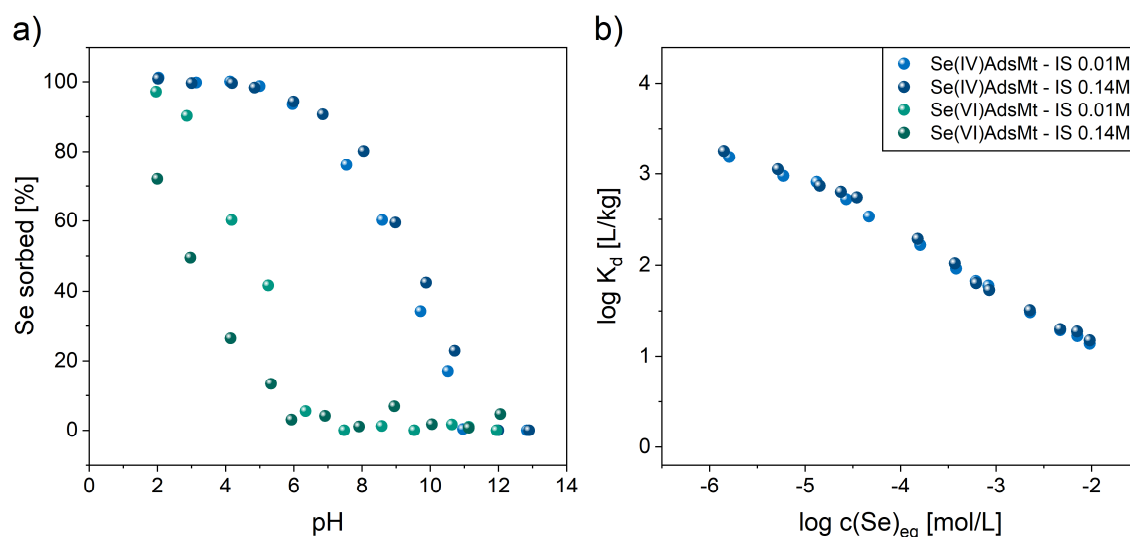 a)
Se sorbed [%]
100
80
60
40
20
0
0 2 4 6 8 10 12 14
pH
b)
Se(IV)AdsMt - IS 0.01M
Se(IV)AdsMt - IS 0.14M
Se(VI)AdsMt - IS 0.01M
Se(VI)AdsMt - IS 0.14M
log Kd [L/kg]
4
3
2
1
0
-6 -5 -4 -3 -2
log c(Se)eq [mol/L]